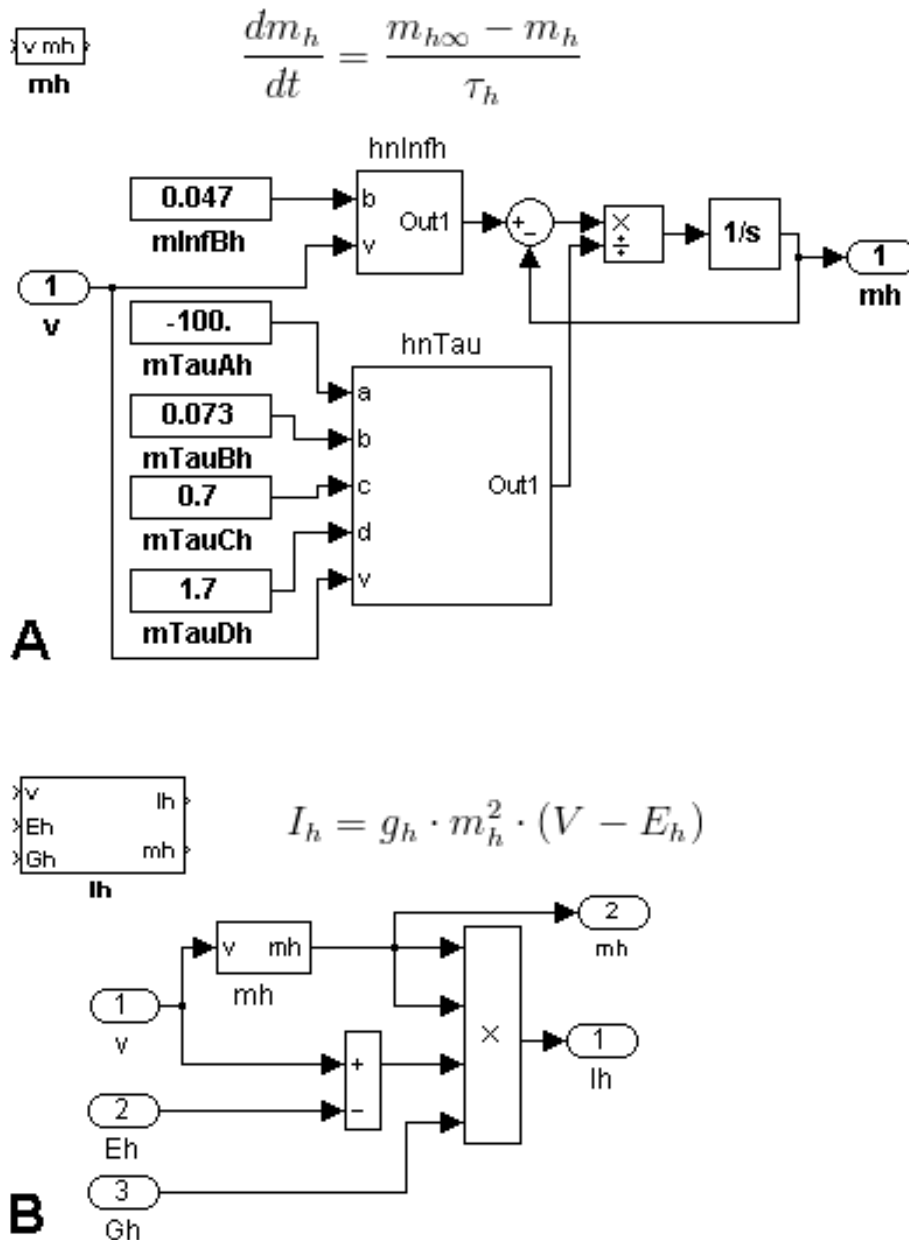 v mh
mh
dm_h/dt = (m_{h∞} − m_h)/τ_h
hnInfh
0.047
mInfBh
b
v
Out1
+
−
×
÷
1/s
1
mh
1
v
-100.
mTauAh
0.073
mTauBh
0.7
mTauCh
1.7
mTauDh
hnTau
a
b
c
d
v
Out1
A
v
Eh
Gh
Ih
mh
Ih
I_h = g_h · m_h^2 · (V − E_h)
v mh
mh
2
mh
1
v
+
−
×
1
Ih
2
Eh
3
Gh
B